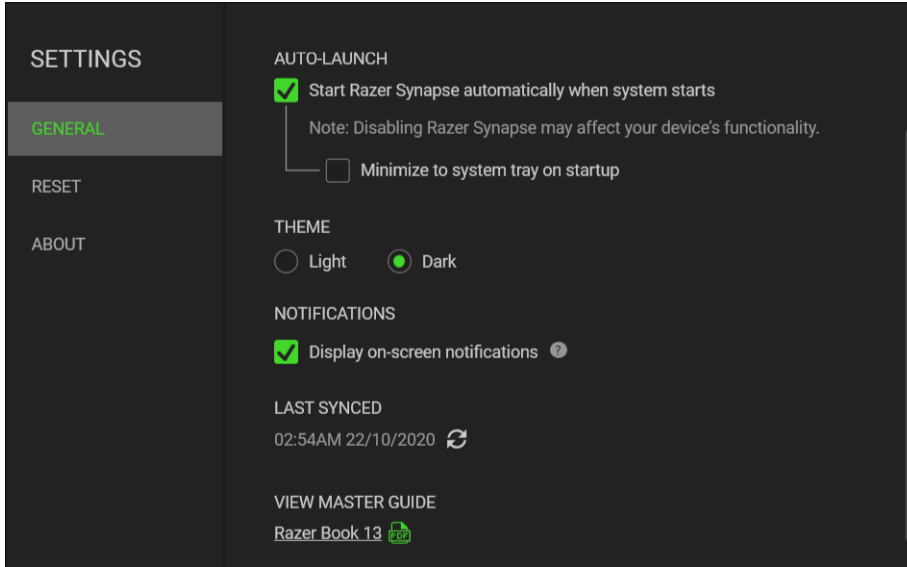 SETTINGS
GENERAL
RESET
ABOUT
AUTO-LAUNCH
Start Razer Synapse automatically when system starts
Note: Disabling Razer Synapse may affect your device's functionality.
Minimize to system tray on startup
THEME
Light Dark
NOTIFICATIONS
Display on-screen notifications ?
LAST SYNCED
02:54AM 22/10/2020
VIEW MASTER GUIDE
Razer Book 13 PDF